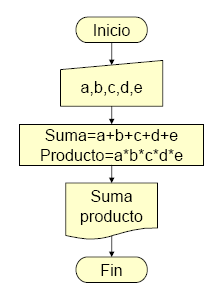 Inicio
a,b,c,d,e
Suma=a+b+c+d+e
Producto=a*b*c*d*e
Suma
producto
Fin